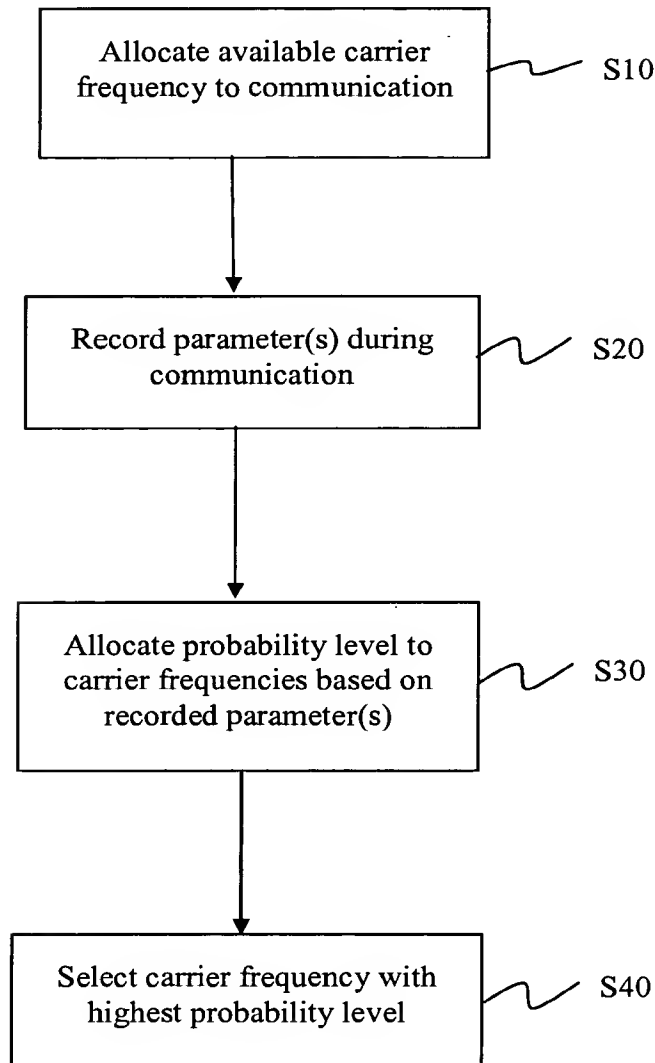 Allocate available carrier
frequency to communication
S10
Record parameter(s) during
communication
S20
Allocate probability level to
carrier frequencies based on
recorded parameter(s)
S30
Select carrier frequency with
highest probability level
S40